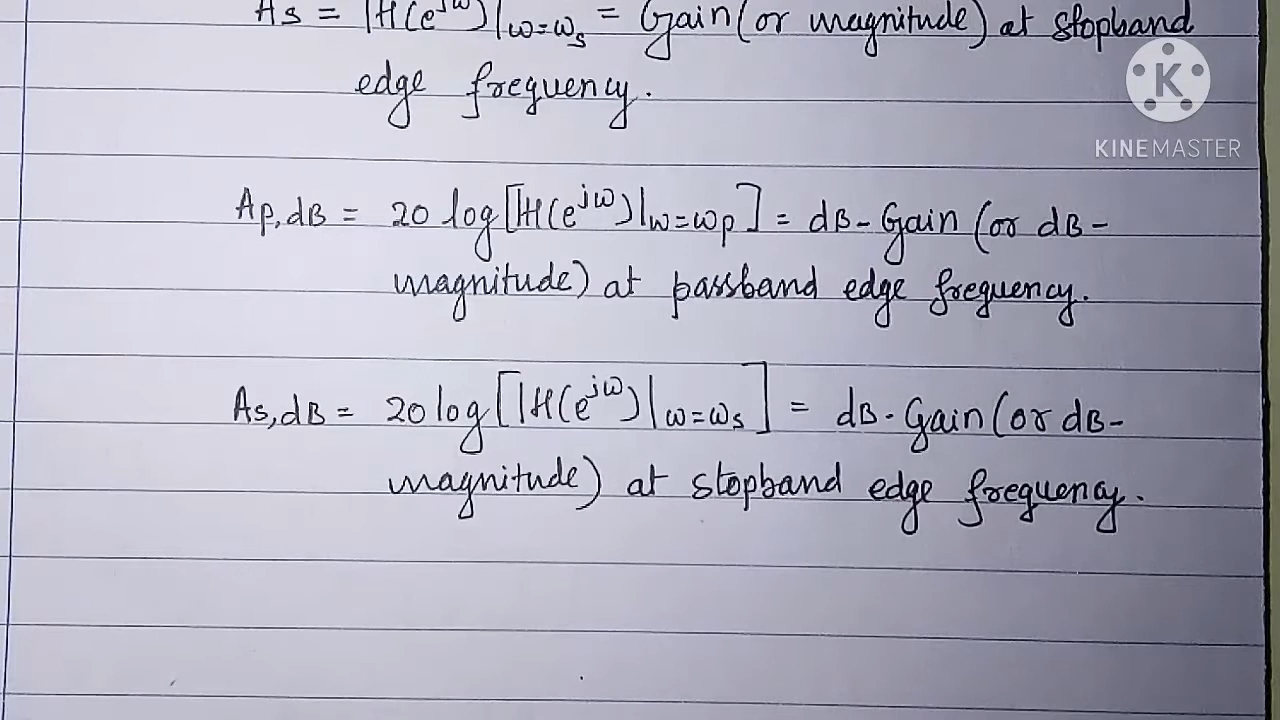 As = |H(e^jω)|ω=ωs = Gain (or magnitude) at stopband
edge frequency.
K
KINEMASTER
Ap,dB = 20 log [|H(e^jω)|ω=ωp] = dB-Gain (or dB-
magnitude) at passband edge frequency.
As,dB = 20 log [|H(e^jω)|ω=ωs] = dB-Gain (or dB-
magnitude) at stopband edge frequency.